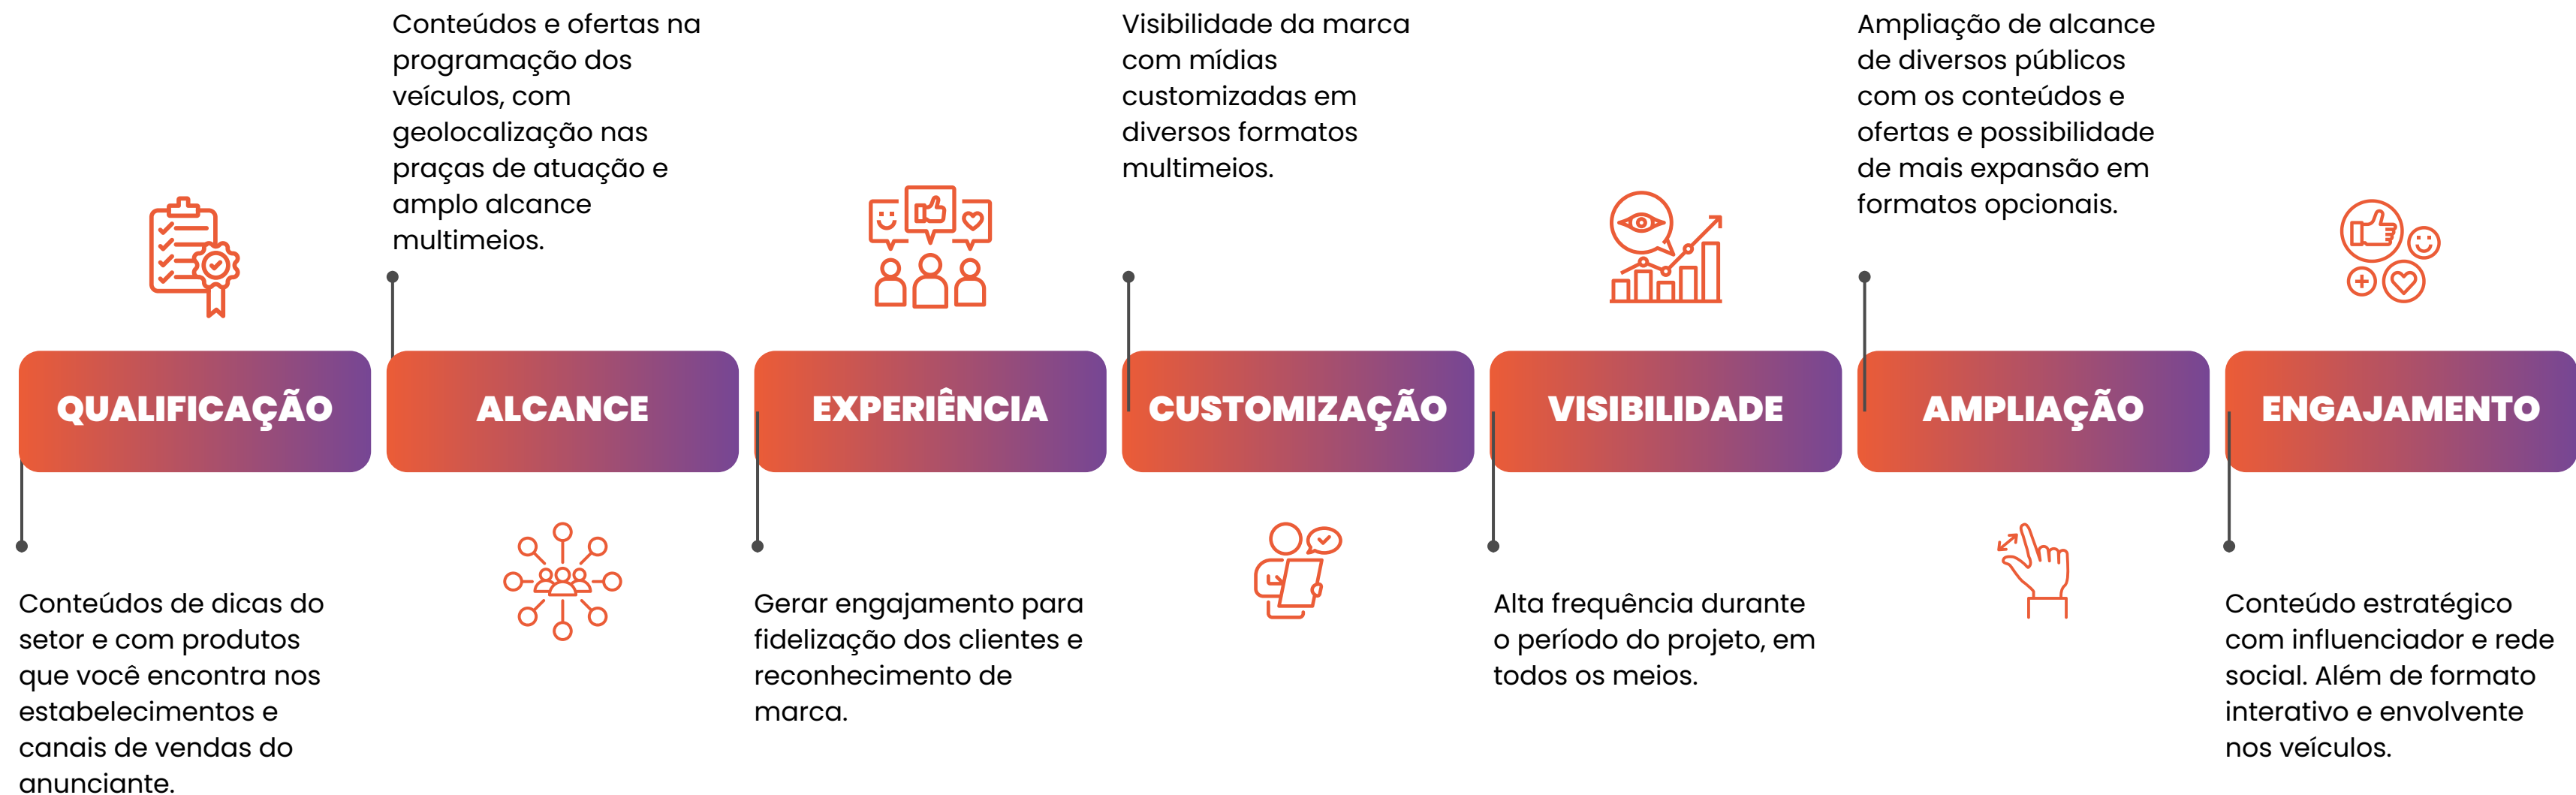 Conteúdos e ofertas na
programação dos
veículos, com
geolocalização nas
praças de atuação e
amplo alcance
multimeios.
Visibilidade da marca
com mídias
customizadas em
diversos formatos
multimeios.
Ampliação de alcance
de diversos públicos
com os conteúdos e
ofertas e possibilidade
de mais expansão em
formatos opcionais.
QUALIFICAÇÃO
ALCANCE
EXPERIÊNCIA
CUSTOMIZAÇÃO
VISIBILIDADE
AMPLIAÇÃO
ENGAJAMENTO
Conteúdos de dicas do
setor e com produtos
que você encontra nos
estabelecimentos e
canais de vendas do
anunciante.
Gerar engajamento para
fidelização dos clientes e
reconhecimento de
marca.
Alta frequência durante
o período do projeto, em
todos os meios.
Conteúdo estratégico
com influenciador e rede
social. Além de formato
interativo e envolvente
nos veículos.